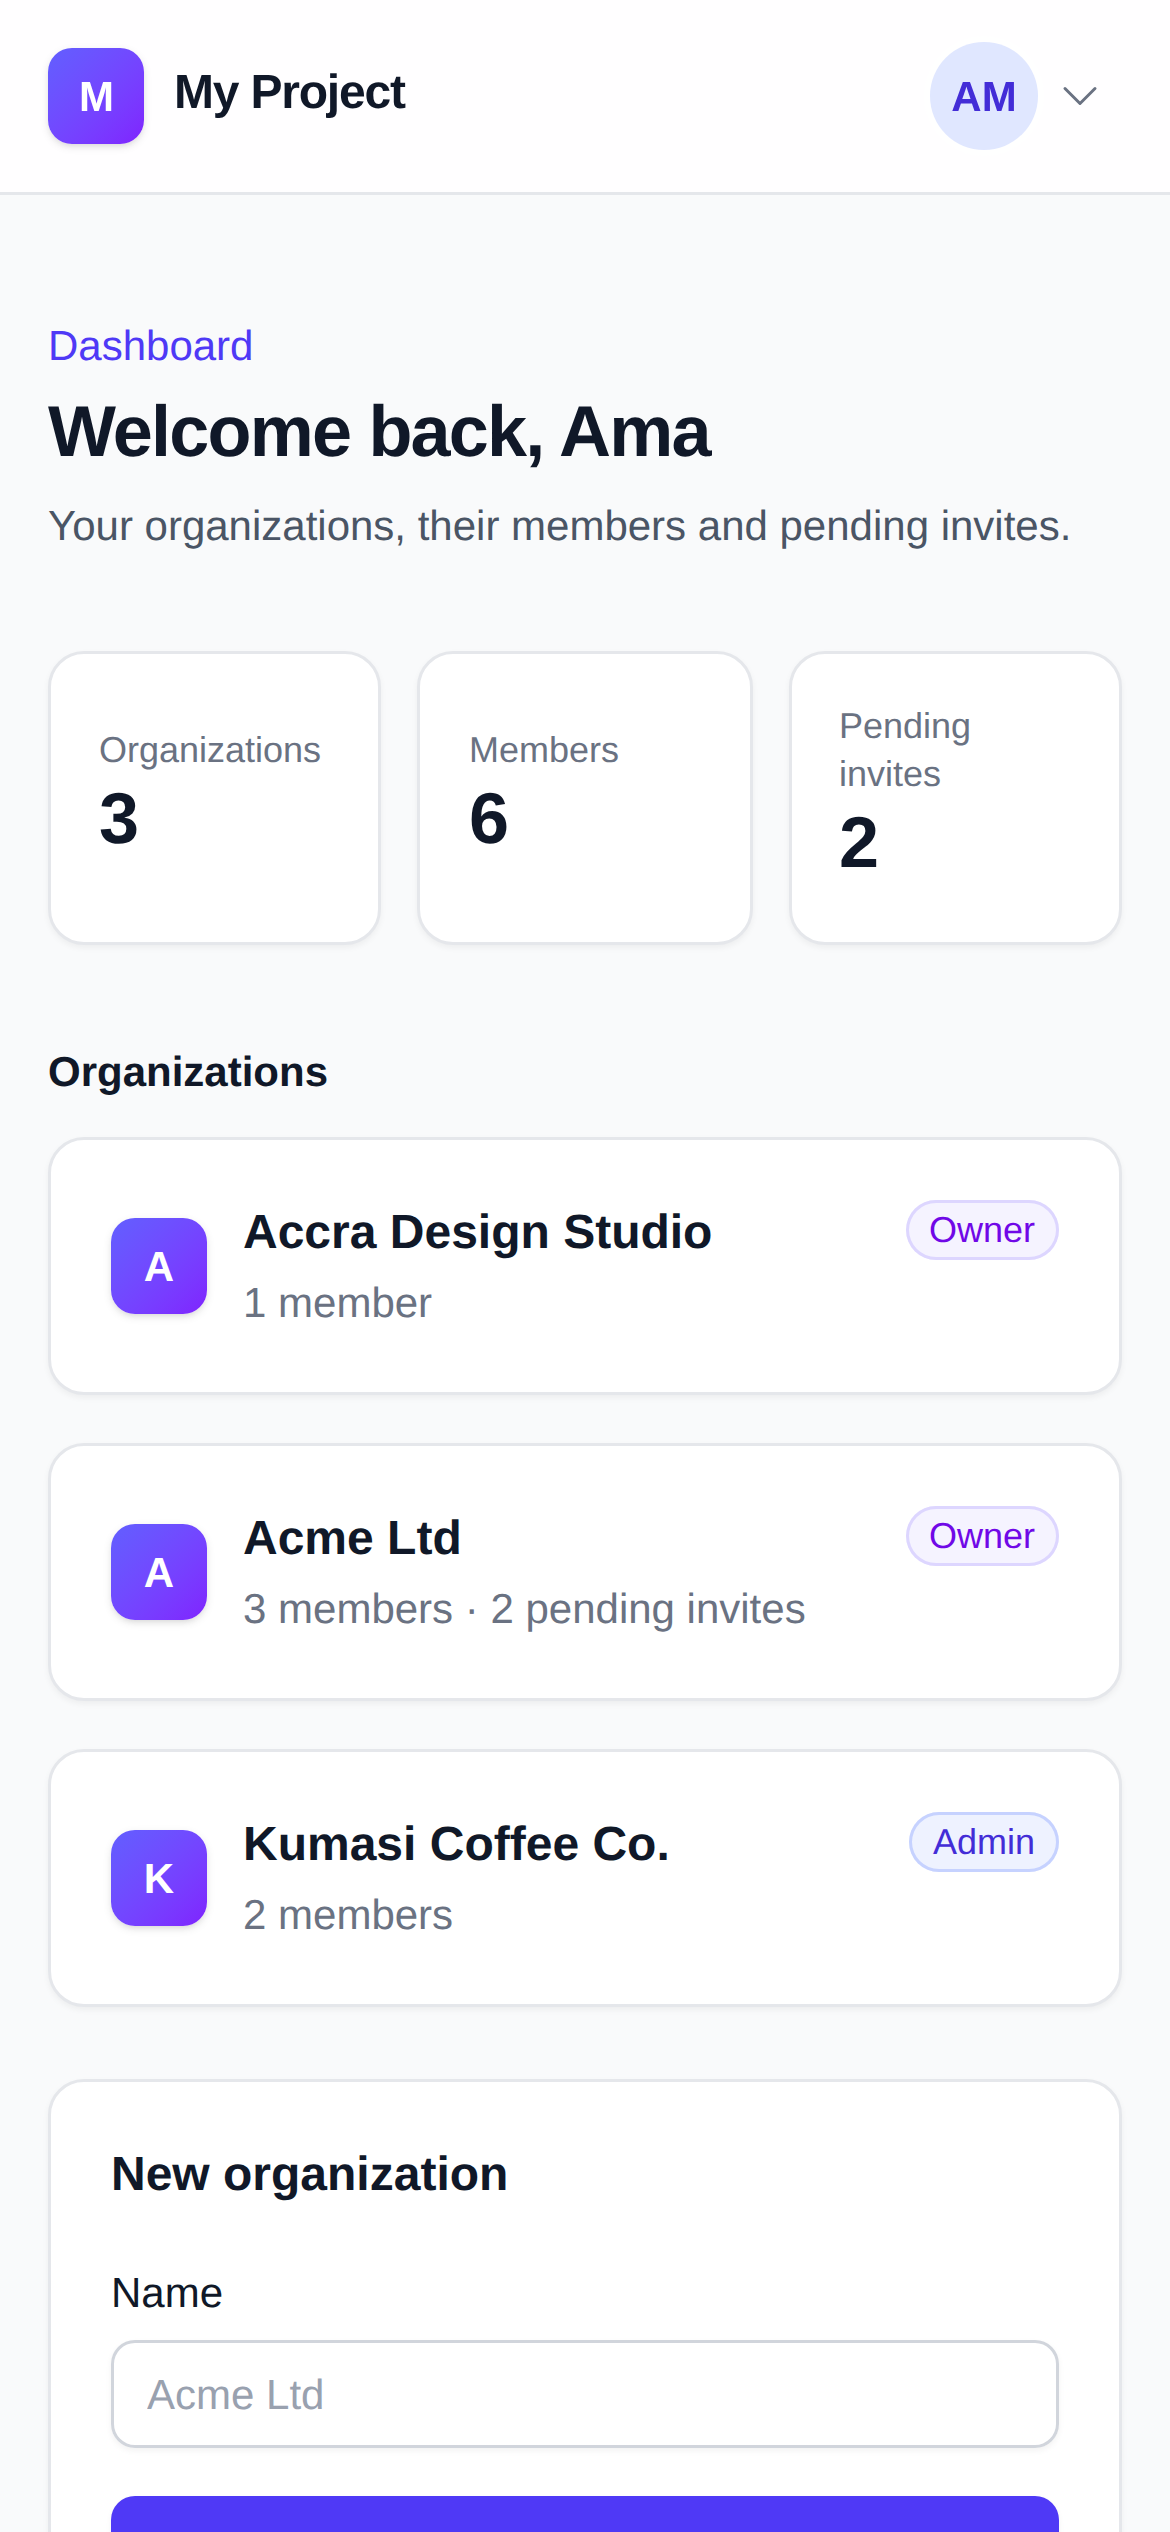 M My Project AM
Dashboard
Welcome back, Ama
Your organizations, their members and pending invites.
Organizations
3
Members
6
Pending
invites
2
Organizations
A
Accra Design Studio
Owner
1 member
A
Acme Ltd
Owner
3 members · 2 pending invites
K
Kumasi Coffee Co.
Admin
2 members
New organization
Name
Acme Ltd